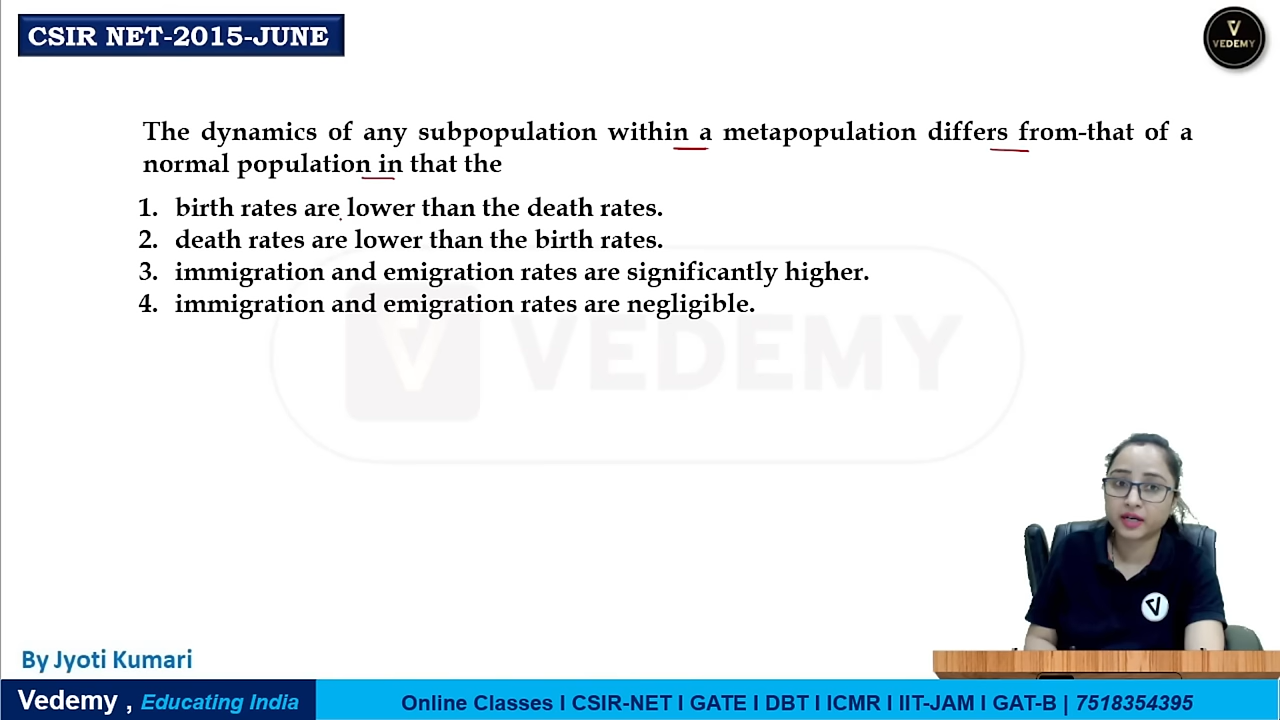 CSIR NET-2015-JUNE
V
VEDEMY
The dynamics of any subpopulation within a metapopulation differs from-that of a
normal population in that the
1. birth rates are lower than the death rates.
2. death rates are lower than the birth rates.
3. immigration and emigration rates are significantly higher.
4. immigration and emigration rates are negligible.
VEDEMY
By Jyoti Kumari
Vedemy , Educating India
Online Classes I CSIR-NET I GATE I DBT I ICMR I IIT-JAM I GAT-B | 7518354395